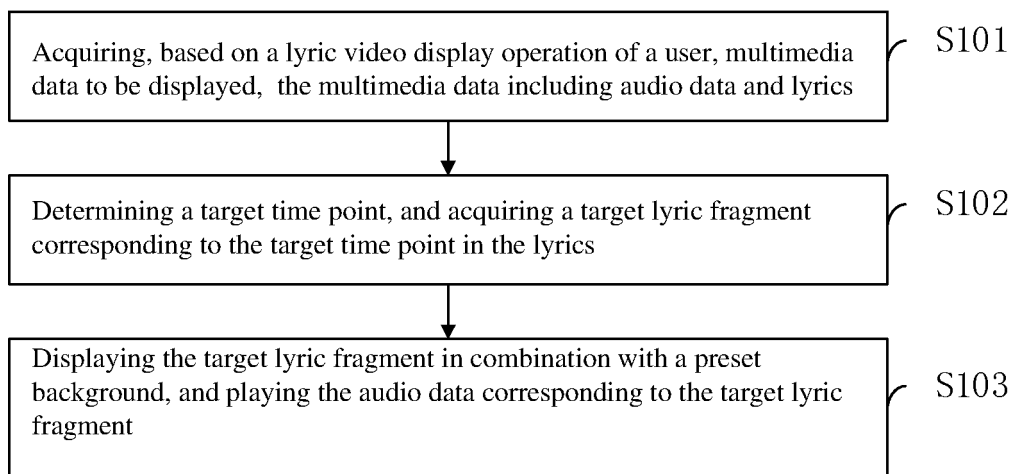 Acquiring, based on a lyric video display operation of a user, multimedia
data to be displayed, the multimedia data including audio data and lyrics
S101
Determining a target time point, and acquiring a target lyric fragment
corresponding to the target time point in the lyrics
S102
Displaying the target lyric fragment in combination with a preset
background, and playing the audio data corresponding to the target lyric
fragment
S103